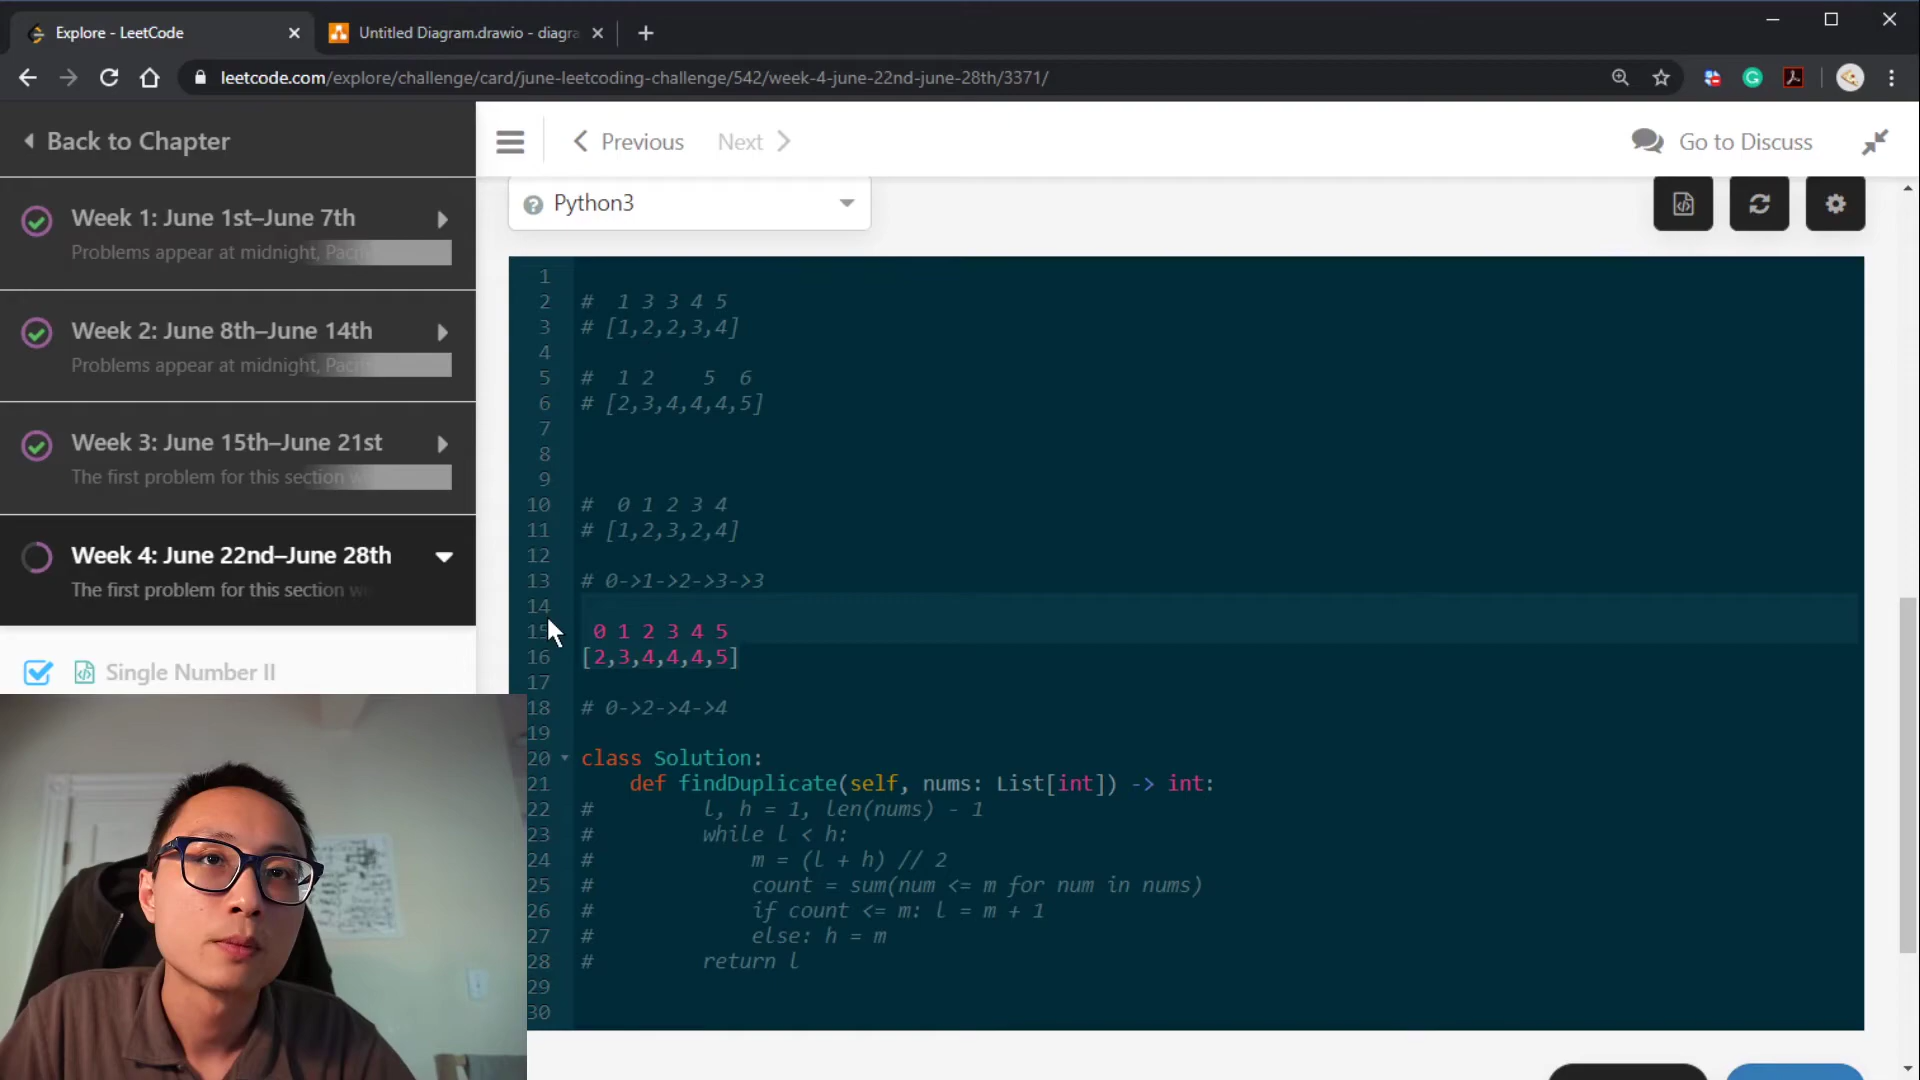 Explore - LeetCode
Untitled Diagram.drawio - diagra
leetcode.com/explore/challenge/card/june-leetcoding-challenge/542/week-4-june-22nd-june-28th/3371/
Back to Chapter
Previous
Next
Go to Discuss
Week 1: June 1st–June 7th
Problems appear at midnight, Paci
Week 2: June 8th–June 14th
Problems appear at midnight, Paci
Week 3: June 15th–June 21st
The first problem for this section w
Week 4: June 22nd–June 28th
The first problem for this section w
Single Number II
Python3
1
2 #  1 3 3 4 5
3 # [1,2,2,3,4]
4
5 #  1 2    5  6
6 # [2,3,4,4,4,5]
7
8
9
10 #  0 1 2 3 4
11 # [1,2,3,2,4]
12
13 # 0->1->2->3->3
14
15  0 1 2 3 4 5
16 [2,3,4,4,4,5]
17
18 # 0->2->4->4
19
20 class Solution:
21     def findDuplicate(self, nums: List[int]) -> int:
22 #         l, h = 1, len(nums) - 1
23 #         while l < h:
24 #             m = (l + h) // 2
25 #             count = sum(num <= m for num in nums)
26 #             if count <= m: l = m + 1
27 #             else: h = m
28 #         return l
29
30